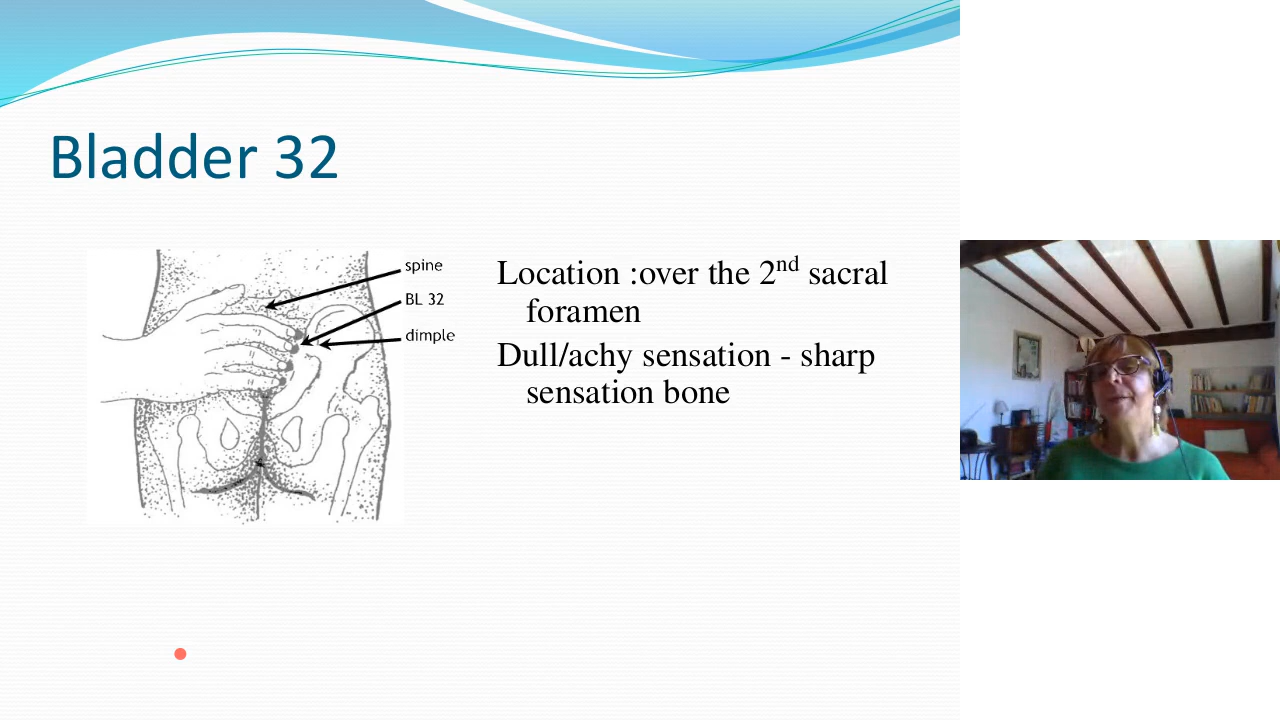 Bladder 32
spine
BL 32
dimple
Location :over the 2nd sacral
foramen
Dull/achy sensation - sharp
sensation bone